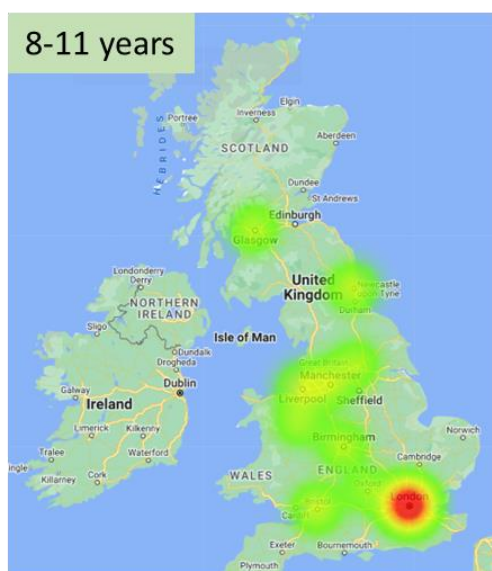 8-11 years
Elgin
Inverness
Portree
HEBRIDES
Aberdeen
SCOTLAND
Dundee
St Andrews
Edinburgh
Glasgow
Londonderry
Derry
United
Kingdom
Newcastle
upon Tyne
NORTHERN
IRELAND
Durham
Sligo
Isle of Man
Dundalk
Drogheda
Great Britain
Manchester
Galway
Dublin
Liverpool
Sheffield
Ireland
Limerick
Kilkenny
Norwich
Birmingham
Tralee
Waterford
Cambridge
ingle
Killarney
Cork
WALES
ENGLAND
Oxford
London
Bristol
Cardiff
Exeter
Bournemouth
Plymouth